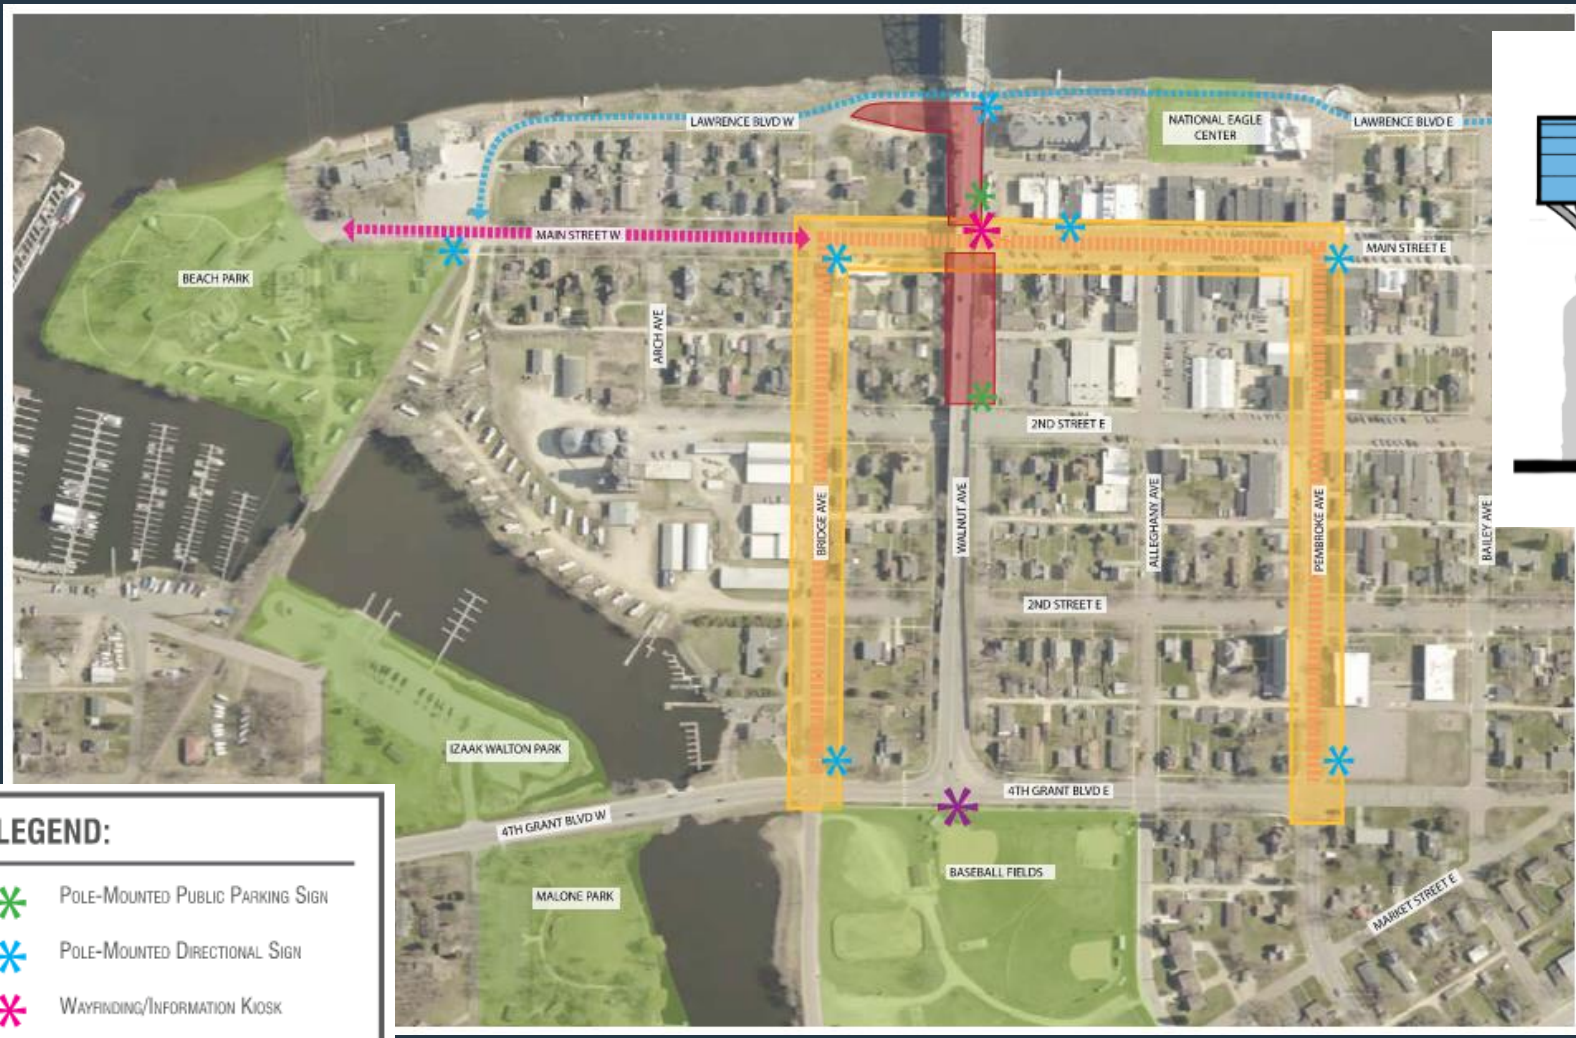 LAWRENCE BLVD W
NATIONAL EAGLE
CENTER
LAWRENCE BLVD E
MAIN STREET W
MAIN STREET E
BEACH PARK
ARCH AVE
2ND STREET E
BRIDGE AVE
WALNUT AVE
ALLEGHANY AVE
PEMBROKE AVE
BAILEY AVE
2ND STREET E
IZAAK WALTON PARK
4TH GRANT BLVD W
4TH GRANT BLVD E
BASEBALL FIELDS
MALONE PARK
MARKET STREET E
LEGEND:
POLE-MOUNTED PUBLIC PARKING SIGN
POLE-MOUNTED DIRECTIONAL SIGN
WAYFINDING/INFORMATION KIOSK